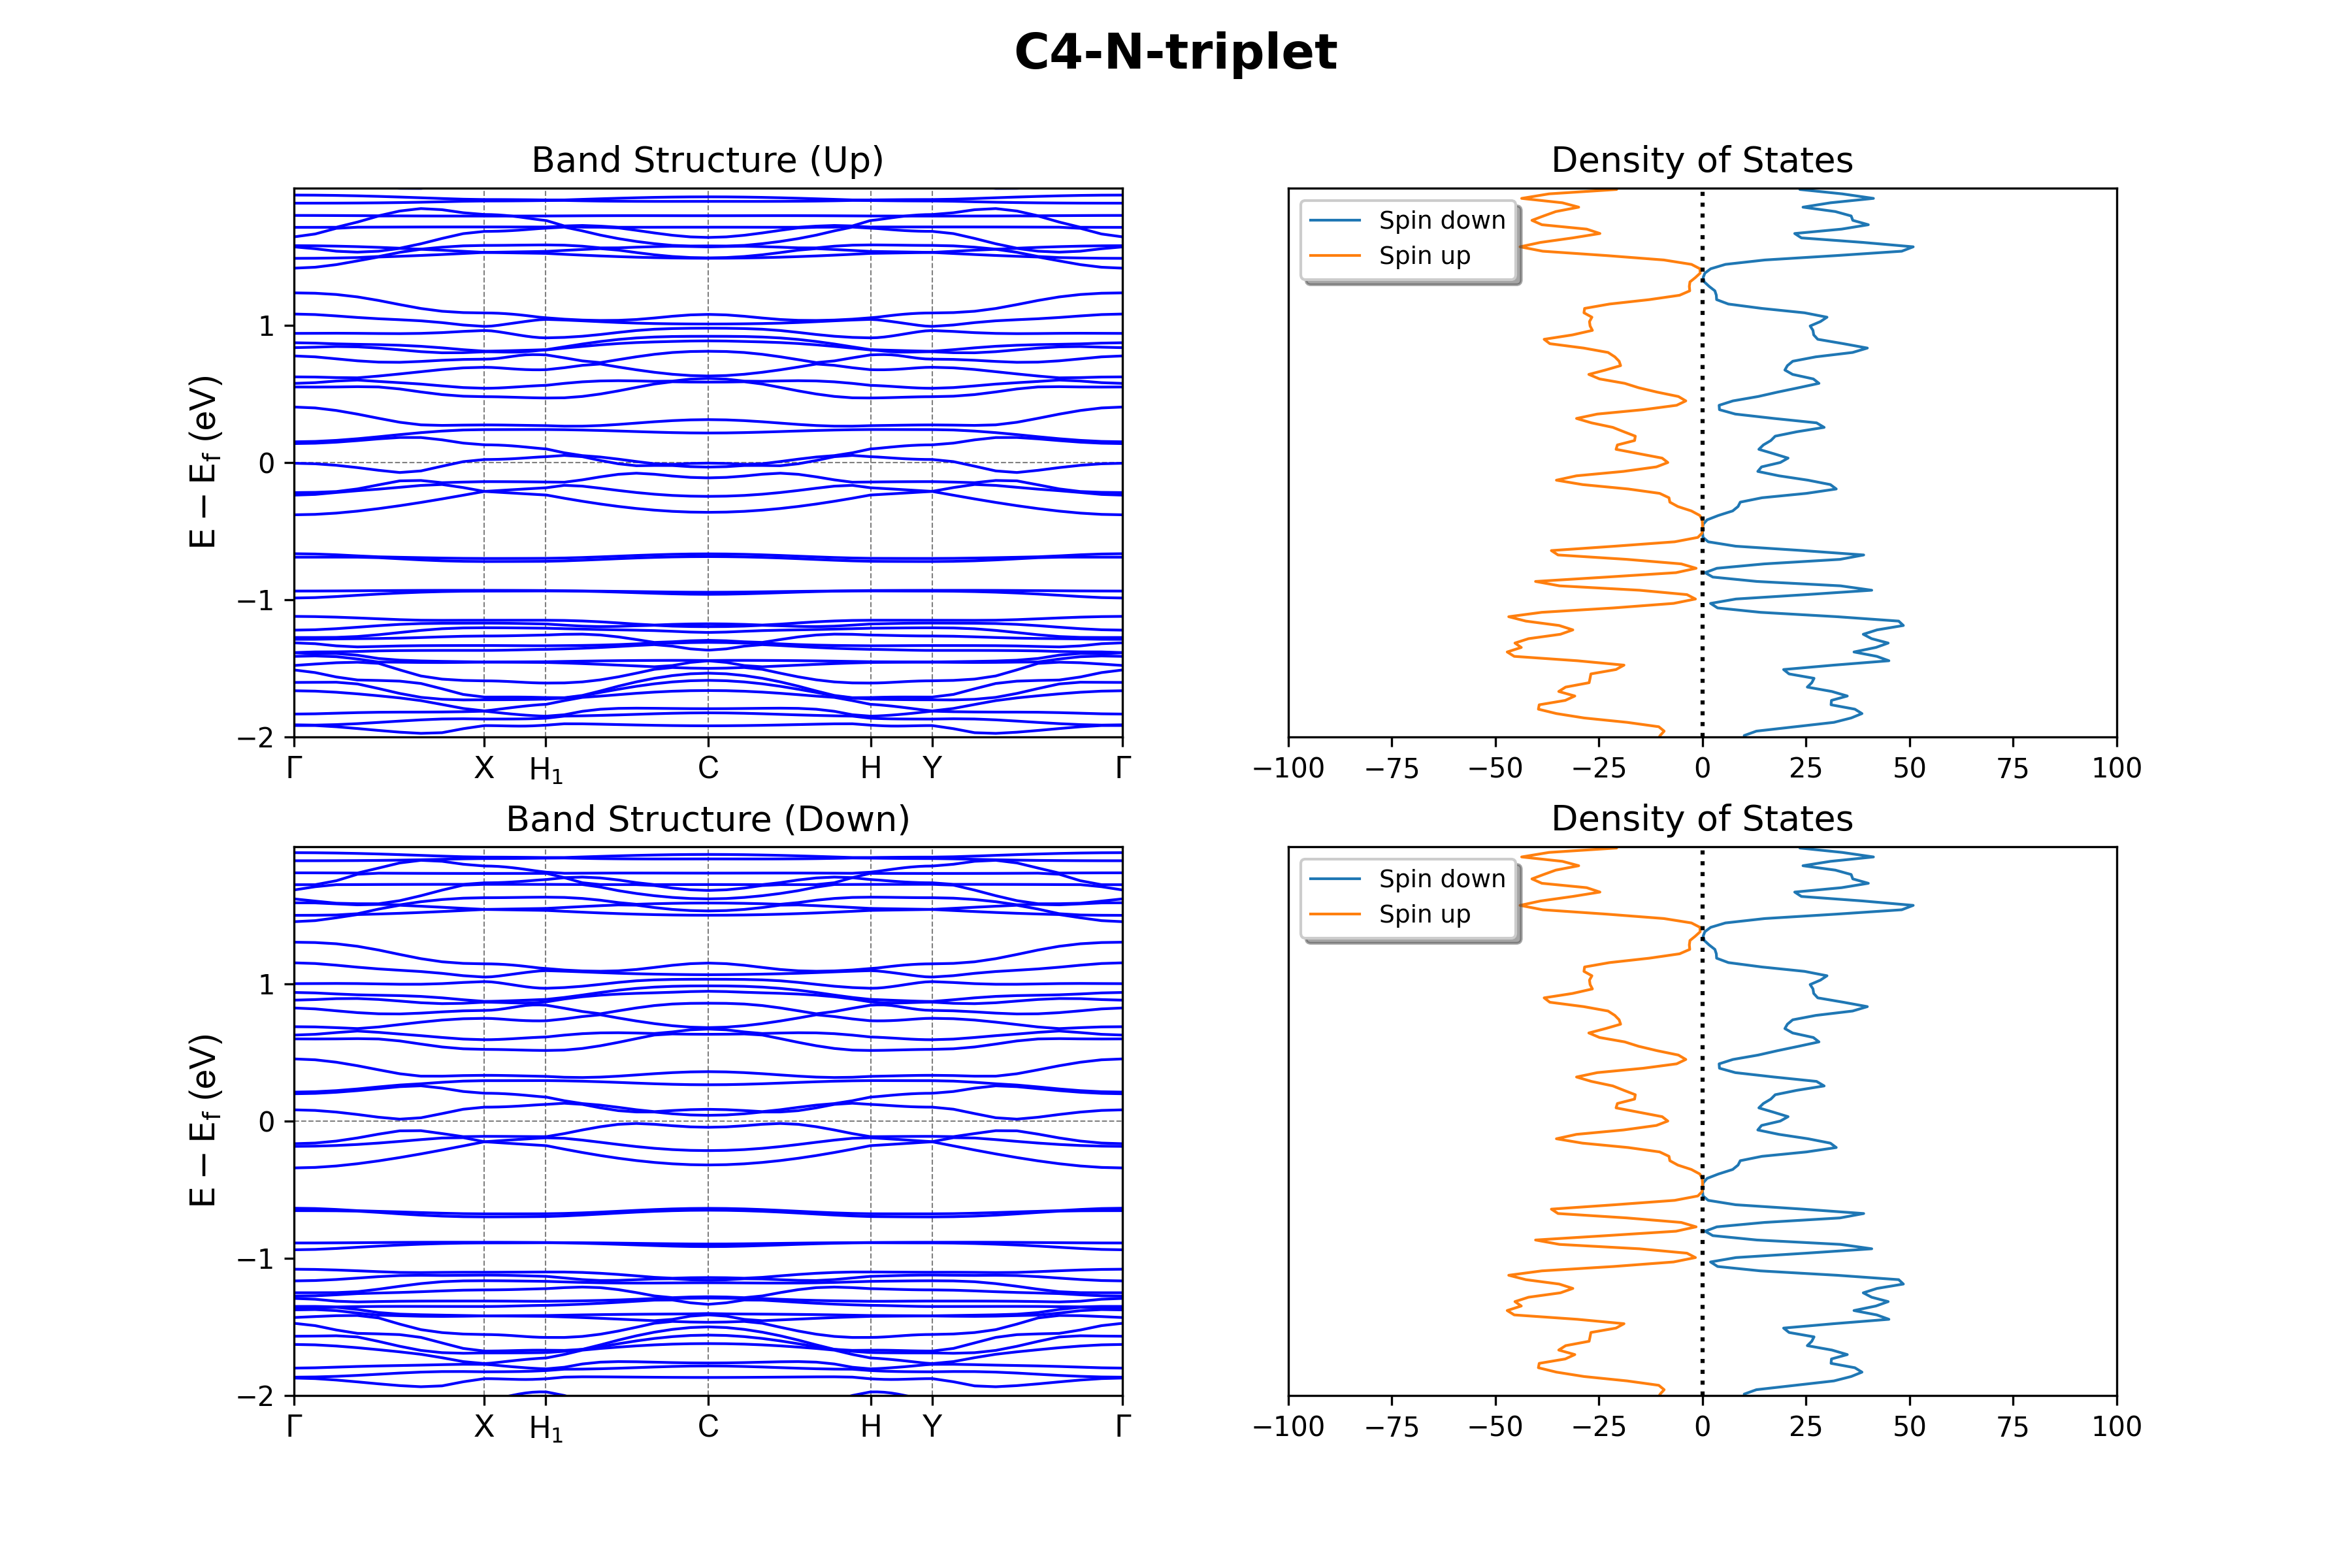 C4-N-triplet
Band Structure (Up)
E − E_f (eV)
1
0
−1
−2
Γ X H₁ C H Y Γ
Density of States
Spin down
Spin up
−100 −75 −50 −25 0 25 50 75 100
Band Structure (Down)
E − E_f (eV)
1
0
−1
−2
Γ X H₁ C H Y Γ
Density of States
Spin down
Spin up
−100 −75 −50 −25 0 25 50 75 100